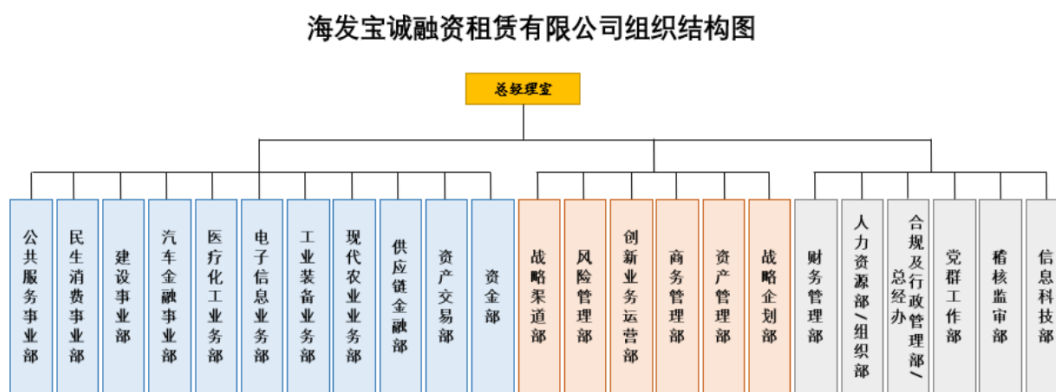 海发宝诚融资租赁有限公司组织结构图
总经理室
公共服务事业部
民生消费事业部
建设事业部
汽车金融事业部
医疗化工业务部
电子信息业务部
工业装备业务部
现代农业业务部
供应链金融部
资产交易部
资金部
战略渠道部
风险管理部
创新业务运营部
商务管理部
资产管理部
战略企划部
财务管理部
人力资源部/组织部
合规及行政管理部/
总经办
党群工作部
稽核监审部
信息科技部